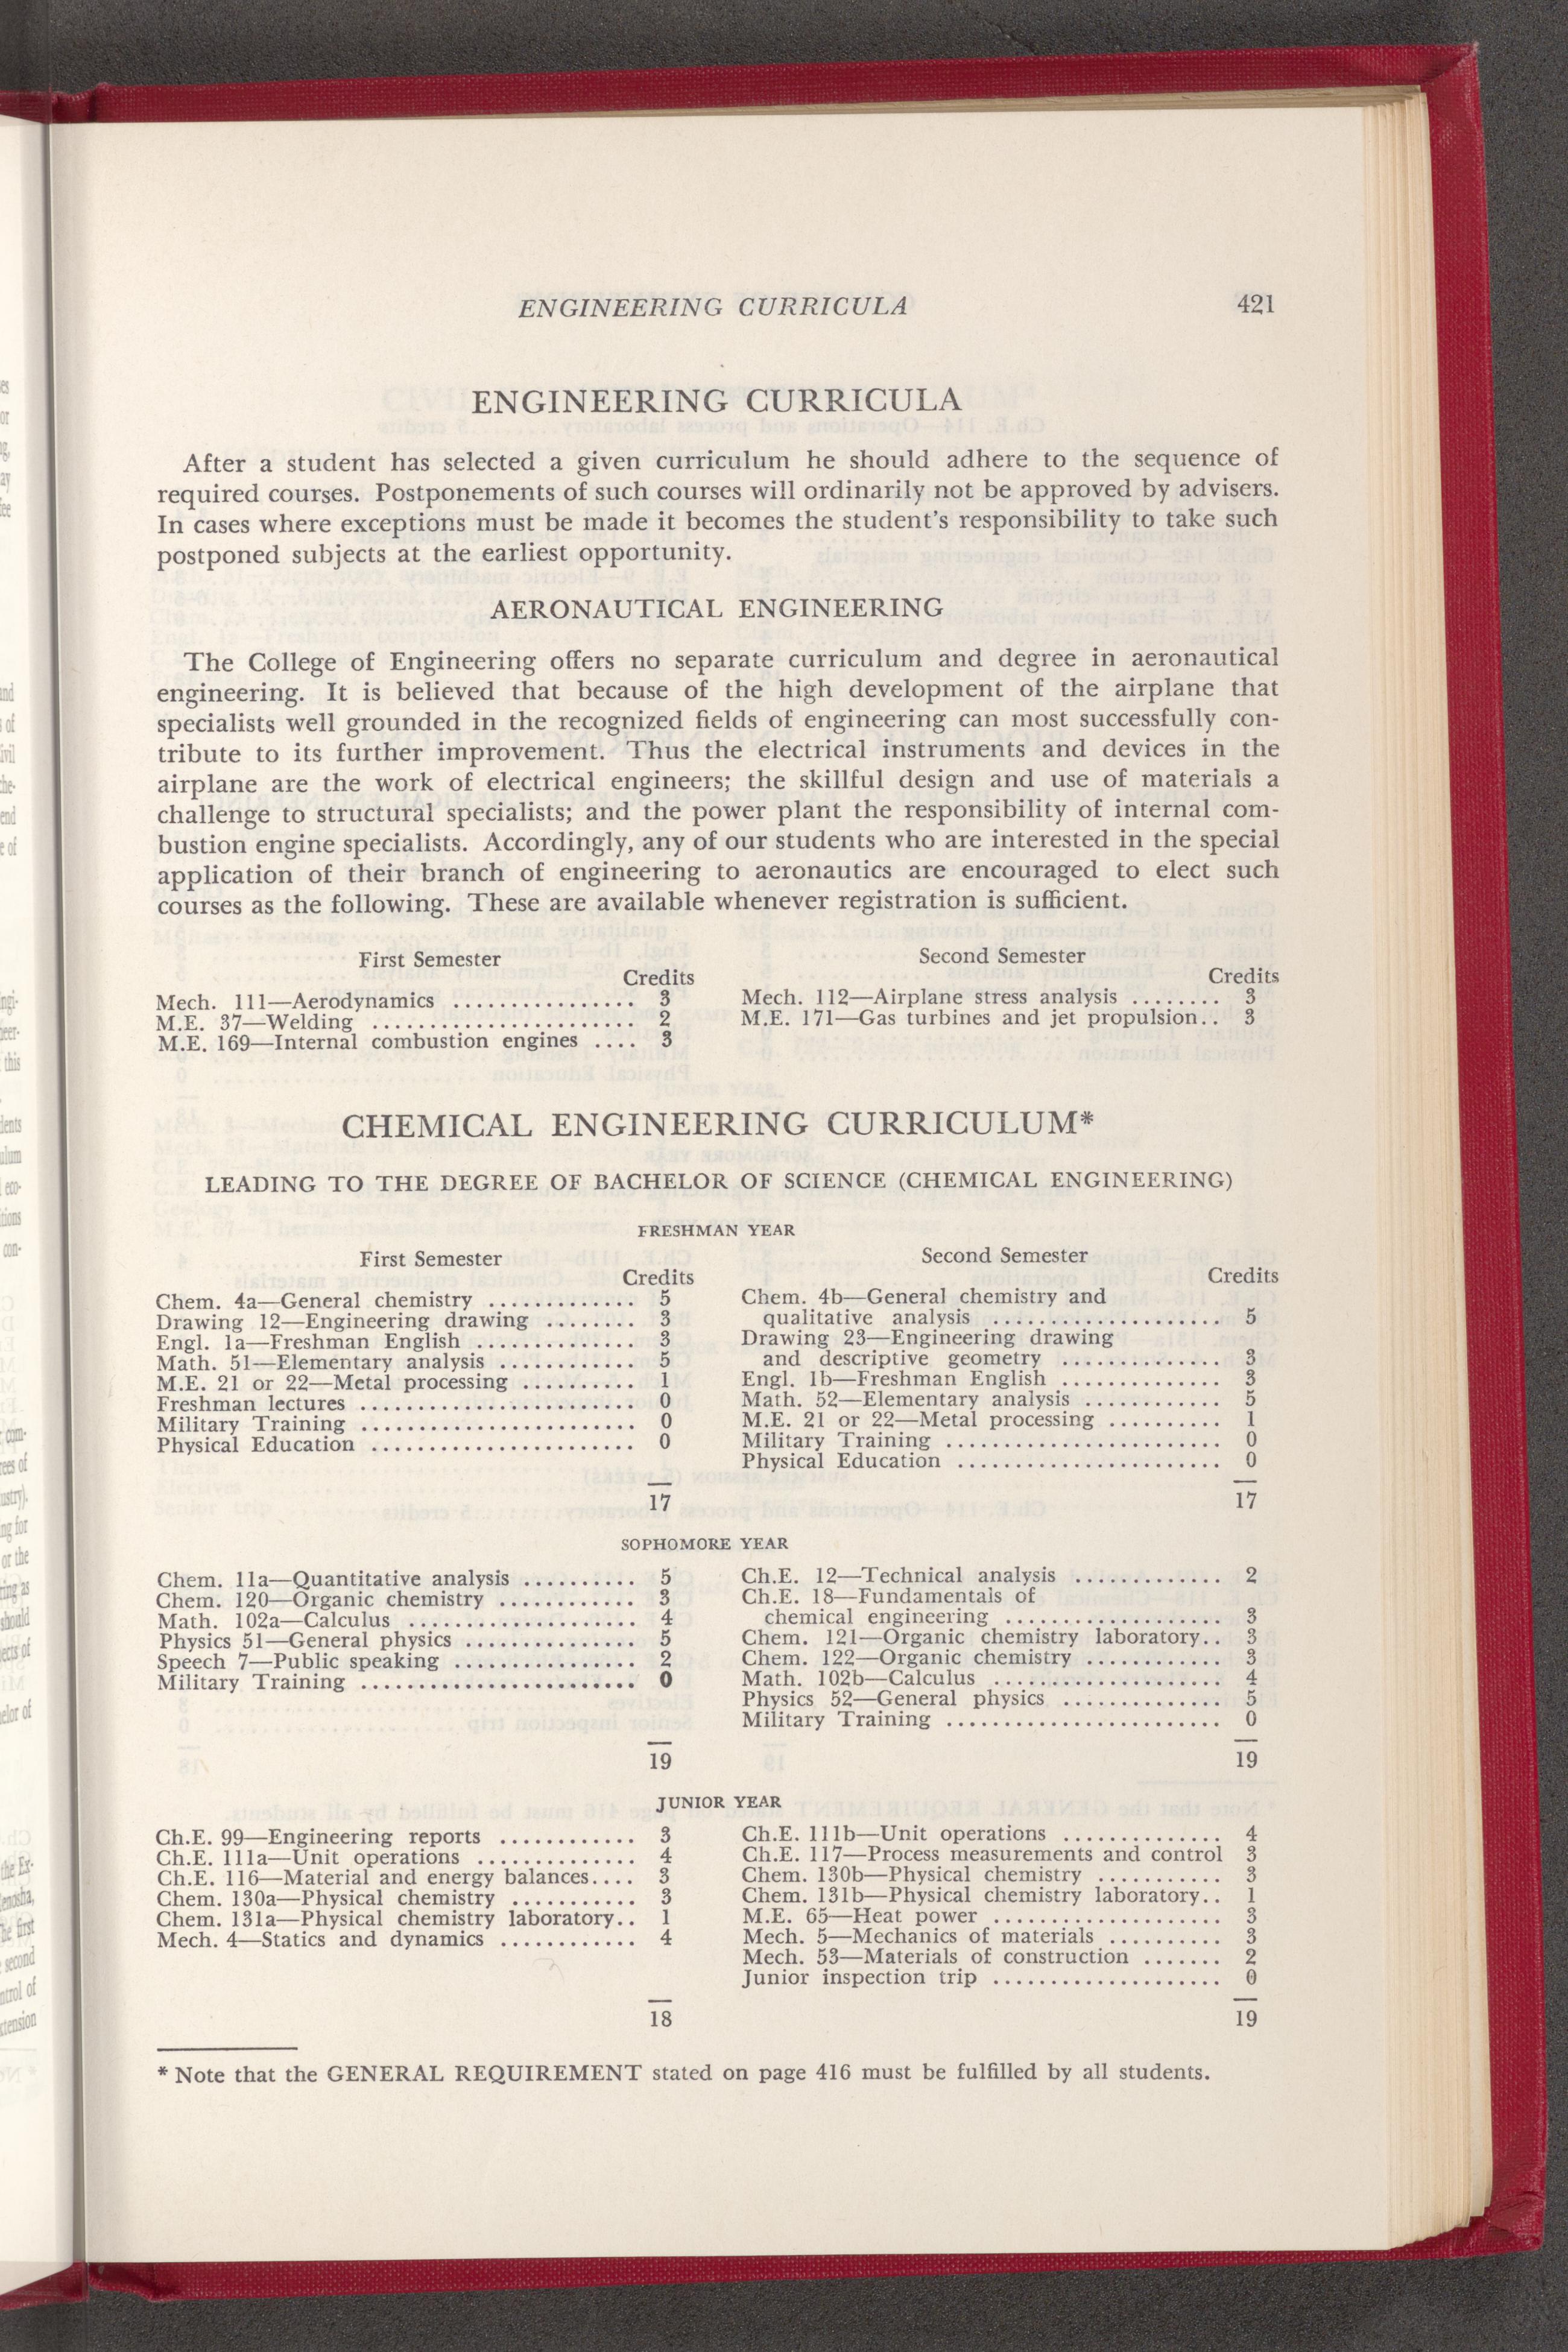 ENGINEERING CURRICULA 421
ENGINEERING CURRICULA
After a student has selected a given curriculum he should adhere to the sequence of
required courses. Postponements of such courses will ordinarily not be approved by advisers.
In cases where exceptions must be made it becomes the student's responsibility to take such
postponed subjects at the earliest opportunity.
AERONAUTICAL ENGINEERING
The College of Engineering offers no separate curriculum and degree in aeronautical
engineering. It is believed that because of the high development of the airplane that
specialists well grounded in the recognized fields of engineering can most successfully con-
tribute to its further improvement. Thus the electrical instruments and devices in the
airplane are the work of electrical engineers; the skillful design and use of materials a
challenge to structural specialists; and the power plant the responsibility of internal com-
bustion engine specialists. Accordingly, any of our students who are interested in the special
application of their branch of engineering to aeronautics are encouraged to elect such
courses as the following. These are available whenever registration is sufficient.
First Semester
Credits
Mech. 111—Aerodynamics ................ 3
M.E. 37—Welding ....................... 2
M.E. 169—Internal combustion engines .... 3
Second Semester
Credits
Mech. 112—Airplane stress analysis ........ 3
M.E. 171—Gas turbines and jet propulsion.. 3
CHEMICAL ENGINEERING CURRICULUM*
LEADING TO THE DEGREE OF BACHELOR OF SCIENCE (CHEMICAL ENGINEERING)
FRESHMAN YEAR
First Semester
Credits
Chem. 4a—General chemistry ............. 5
Drawing 12—Engineering drawing ........ 3
Engl. 1a—Freshman English .............. 3
Math. 51—Elementary analysis ............ 5
M.E. 21 or 22—Metal processing .......... 1
Freshman lectures ........................ 0
Military Training ........................ 0
Physical Education ....................... 0
17
Second Semester
Credits
Chem. 4b—General chemistry and
qualitative analysis .................... 5
Drawing 23—Engineering drawing
and descriptive geometry .............. 3
Engl. 1b—Freshman English .............. 3
Math. 52—Elementary analysis ............ 5
M.E. 21 or 22—Metal processing .......... 1
Military Training ........................ 0
Physical Education ....................... 0
17
SOPHOMORE YEAR
Chem. 11a—Quantitative analysis .......... 5
Chem. 120—Organic chemistry ............ 3
Math. 102a—Calculus .................... 4
Physics 51—General physics ............... 5
Speech 7—Public speaking ................ 2
Military Training ........................ 0
19
Ch.E. 12—Technical analysis ............. 2
Ch.E. 18—Fundamentals of
chemical engineering ................... 3
Chem. 121—Organic chemistry laboratory.. 3
Chem. 122—Organic chemistry ............ 3
Math. 102b—Calculus .................... 4
Physics 52—General physics .............. 5
Military Training ........................ 0
19
JUNIOR YEAR
Ch.E. 99—Engineering reports ............ 3
Ch.E. 111a—Unit operations .............. 4
Ch.E. 116—Material and energy balances.... 3
Chem. 130a—Physical chemistry ........... 3
Chem. 131a—Physical chemistry laboratory.. 1
Mech. 4—Statics and dynamics ............ 4
18
Ch.E. 111b—Unit operations .............. 4
Ch.E. 117—Process measurements and control 3
Chem. 130b—Physical chemistry ........... 3
Chem. 131b—Physical chemistry laboratory.. 1
M.E. 65—Heat power .................... 3
Mech. 5—Mechanics of materials .......... 3
Mech. 53—Materials of construction ....... 2
Junior inspection trip .................... 0
19
* Note that the GENERAL REQUIREMENT stated on page 416 must be fulfilled by all students.